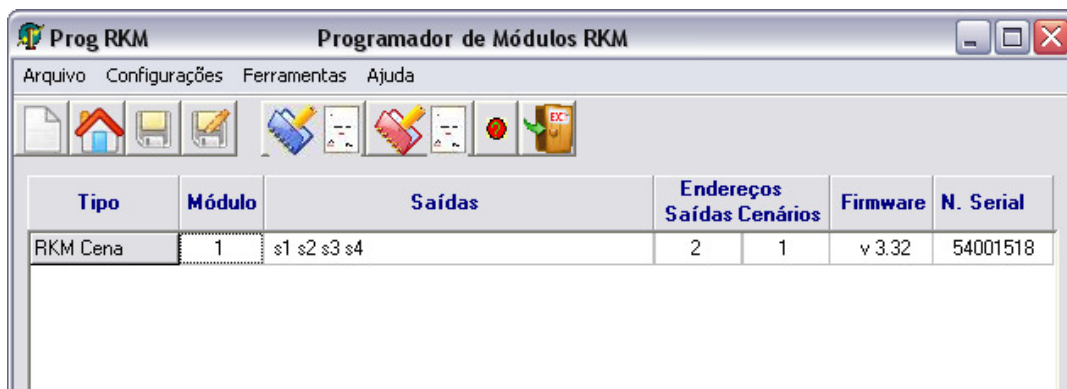 Prog RKM Programador de Módulos RKM
Arquivo Configurações Ferramentas Ajuda
EXIT
Tipo Módulo Saídas Endereços Saídas Cenários Firmware N. Serial
RKM Cena 1 s1 s2 s3 s4 2 1 v 3.32 54001518